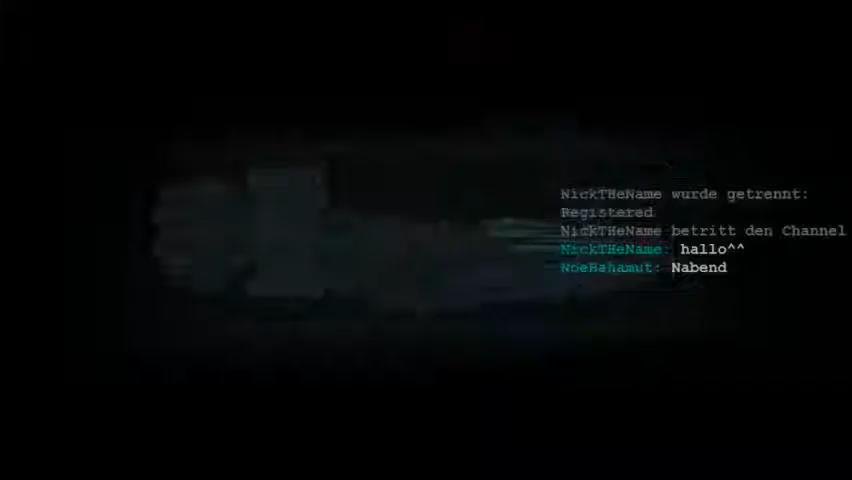 NickTHeName wurde getrennt:
Registered
NickTHeName betritt den Channel
NickTHeName: hallo^^
NoeBahamut: Nabend